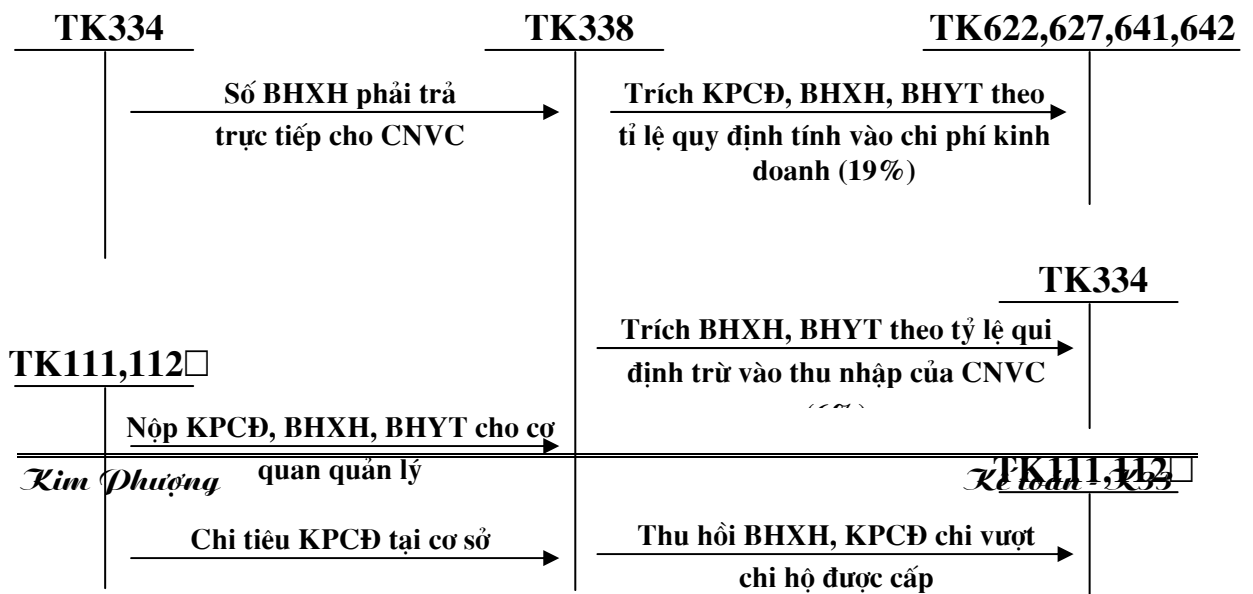 TK334
TK338
TK622,627,641,642
Số BHXH phải trả
trực tiếp cho CNVC
Trích KPCĐ, BHXH, BHYT theo
tỉ lệ quy định tính vào chi phí kinh
doanh (19%)
TK334
Trích BHXH, BHYT theo tỷ lệ qui
định trừ vào thu nhập của CNVC
TK111,112□
Nộp KPCĐ, BHXH, BHYT cho cơ
quan quản lý
Kim Phượng
Kế toán - K33
TK111,112□
Chi tiêu KPCĐ tại cơ sở
Thu hồi BHXH, KPCĐ chi vượt
chi hộ được cấp